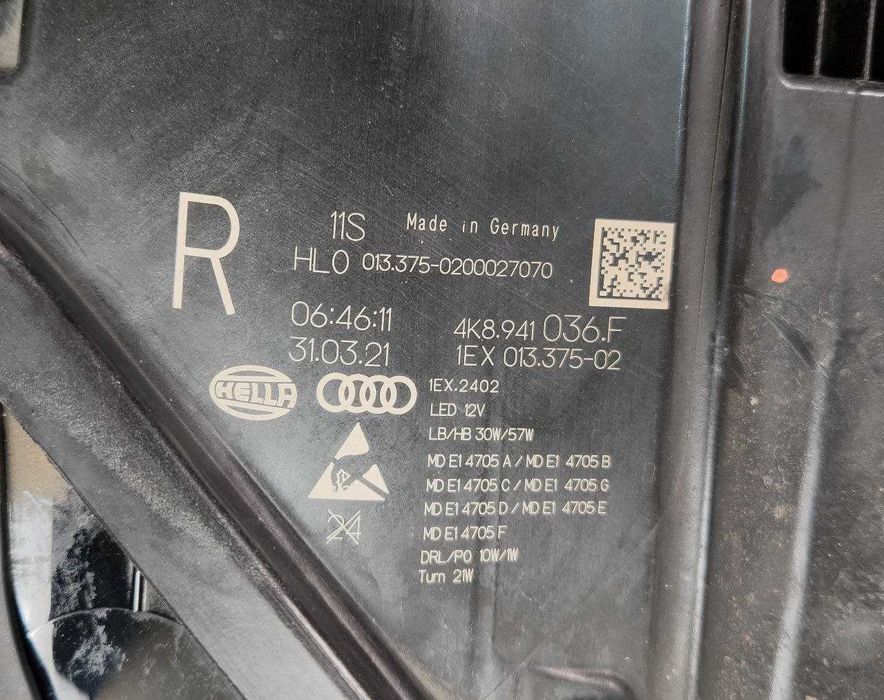 R
11S Made in Germany
HL0 013.375-0200027070
06:46:11
31.03.21
4K8.941 036.F
1EX 013.375-02
HELLA
1EX.2402
LED 12V
LB/HB 30W/57W
MD E1 4705 A / MD E1 4705 B
MD E1 4705 C / MD E1 4705 G
MD E1 4705 D / MD E1 4705 E
MD E1 4705 F
DRL/PO 10W/1W
Turn 21W
24